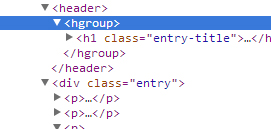 ▼<header>
▼<hgroup>
▶<h1 class="entry-title">…</h
</hgroup>
</header>
▼<div class="entry">
▶<p>…</p>
▶<p>…</p>